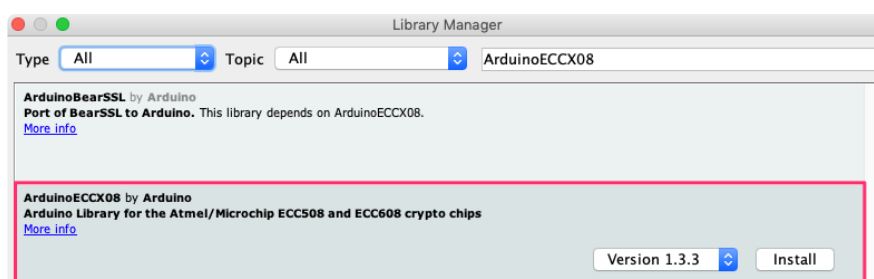 Library Manager
Type All Topic All ArduinoECCX08
ArduinoBearSSL by Arduino
Port of BearSSL to Arduino. This library depends on ArduinoECCX08.
More info
ArduinoECCX08 by Arduino
Arduino Library for the Atmel/Microchip ECC508 and ECC608 crypto chips
More info
Version 1.3.3 Install